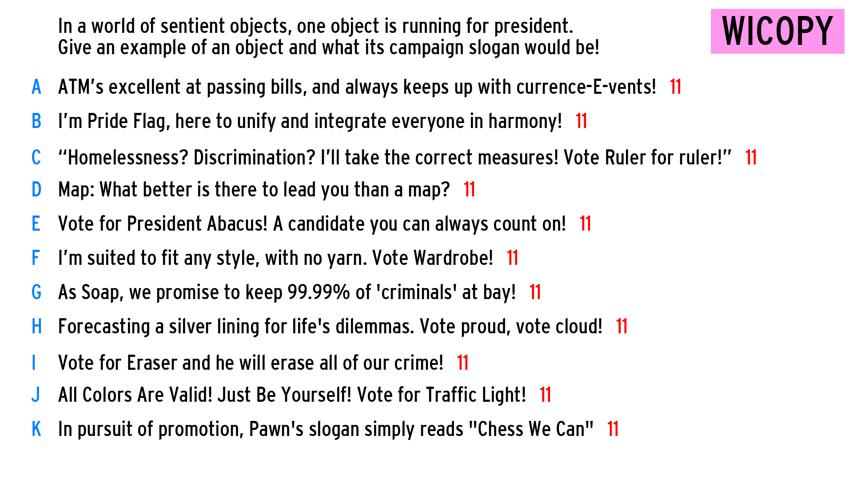 In a world of sentient objects, one object is running for president.
Give an example of an object and what its campaign slogan would be!
WICOPY
A ATM's excellent at passing bills, and always keeps up with currence-E-vents! 11
B I'm Pride Flag, here to unify and integrate everyone in harmony! 11
C “Homelessness? Discrimination? I'll take the correct measures! Vote Ruler for ruler!” 11
D Map: What better is there to lead you than a map? 11
E Vote for President Abacus! A candidate you can always count on! 11
F I'm suited to fit any style, with no yarn. Vote Wardrobe! 11
G As Soap, we promise to keep 99.99% of 'criminals' at bay! 11
H Forecasting a silver lining for life's dilemmas. Vote proud, vote cloud! 11
I Vote for Eraser and he will erase all of our crime! 11
J All Colors Are Valid! Just Be Yourself! Vote for Traffic Light! 11
K In pursuit of promotion, Pawn's slogan simply reads "Chess We Can" 11